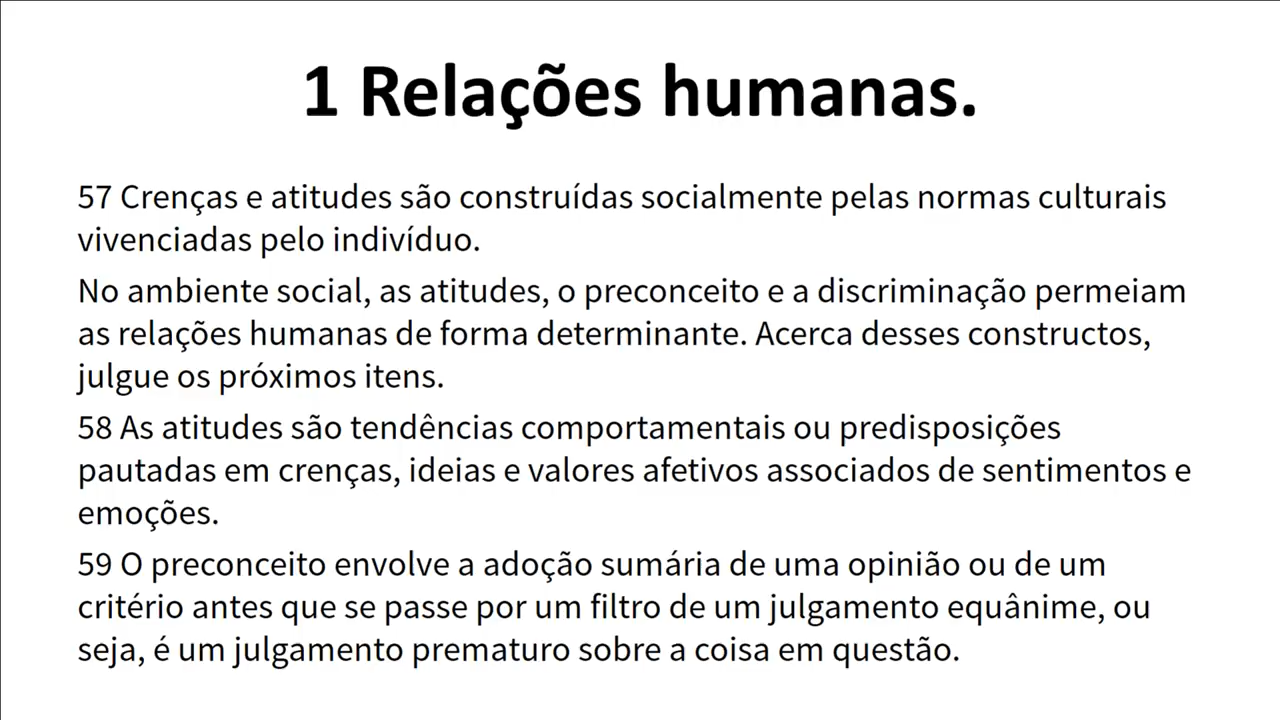 1 Relações humanas.
57 Crenças e atitudes são construídas socialmente pelas normas culturais
vivenciadas pelo indivíduo.
No ambiente social, as atitudes, o preconceito e a discriminação permeiam
as relações humanas de forma determinante. Acerca desses constructos,
julgue os próximos itens.
58 As atitudes são tendências comportamentais ou predisposições
pautadas em crenças, ideias e valores afetivos associados de sentimentos e
emoções.
59 O preconceito envolve a adoção sumária de uma opinião ou de um
critério antes que se passe por um filtro de um julgamento equânime, ou
seja, é um julgamento prematuro sobre a coisa em questão.